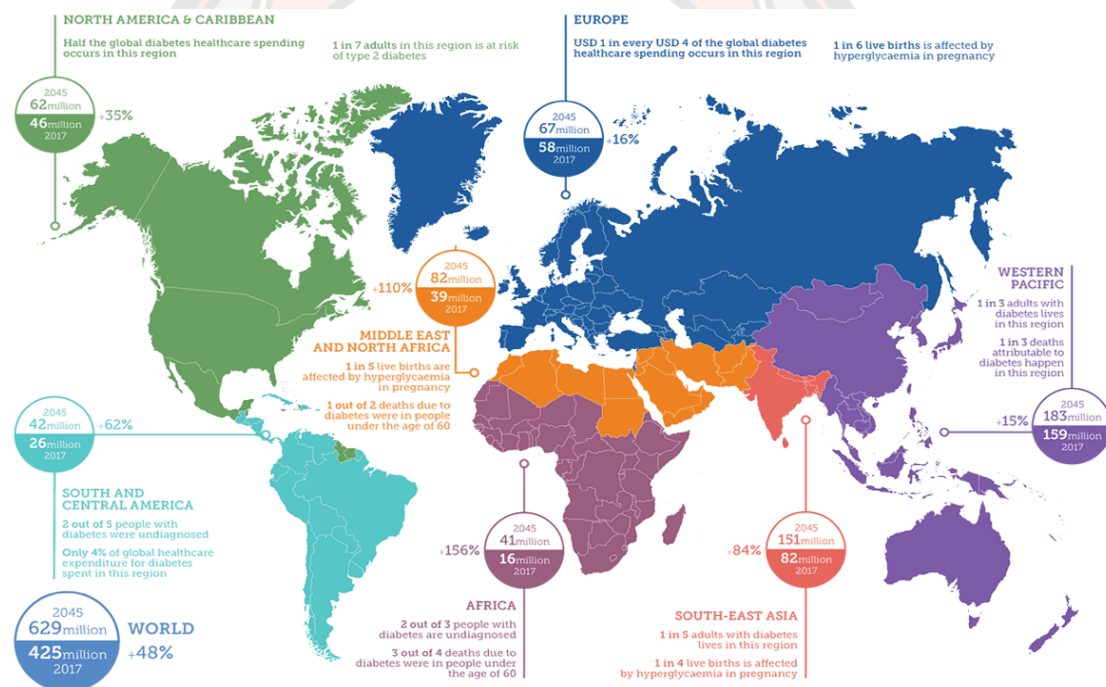 NORTH AMERICA & CARIBBEAN
Half the global diabetes healthcare spending
occurs in this region
1 in 7 adults in this region is at risk
of type 2 diabetes
2045
62million
46million
2017
+35%
EUROPE
USD 1 in every USD 4 of the global diabetes
healthcare spending occurs in this region
1 in 6 live births is affected by
hyperglycaemia in pregnancy
2045
67million
58million
2017
+16%
2045
82million
39million
2017
+110%
MIDDLE EAST
AND NORTH AFRICA
1 in 5 live births are
affected by hyperglycaemia
in pregnancy
1 out of 2 deaths due to
diabetes were in people
under the age of 60
WESTERN
PACIFIC
1 in 3 adults with
diabetes lives
in this region
1 in 3 deaths
attributable to
diabetes happen
in this region
2045
183million
159million
2017
+15%
2045
42million
26million
2017
+62%
SOUTH AND
CENTRAL AMERICA
2 out of 5 people with
diabetes were undiagnosed
Only 4% of global healthcare
expenditure for diabetes
spent in this region
2045
41million
16million
2017
+156%
AFRICA
2 out of 3 people with
diabetes are undiagnosed
3 out of 4 deaths due to
diabetes were in people under
the age of 60
2045
151million
82million
2017
+84%
SOUTH-EAST ASIA
1 in 5 adults with diabetes
lives in this region
1 in 4 live births is affected
by hyperglycaemia in pregnancy
2045
629million
425million
2017
WORLD
+48%